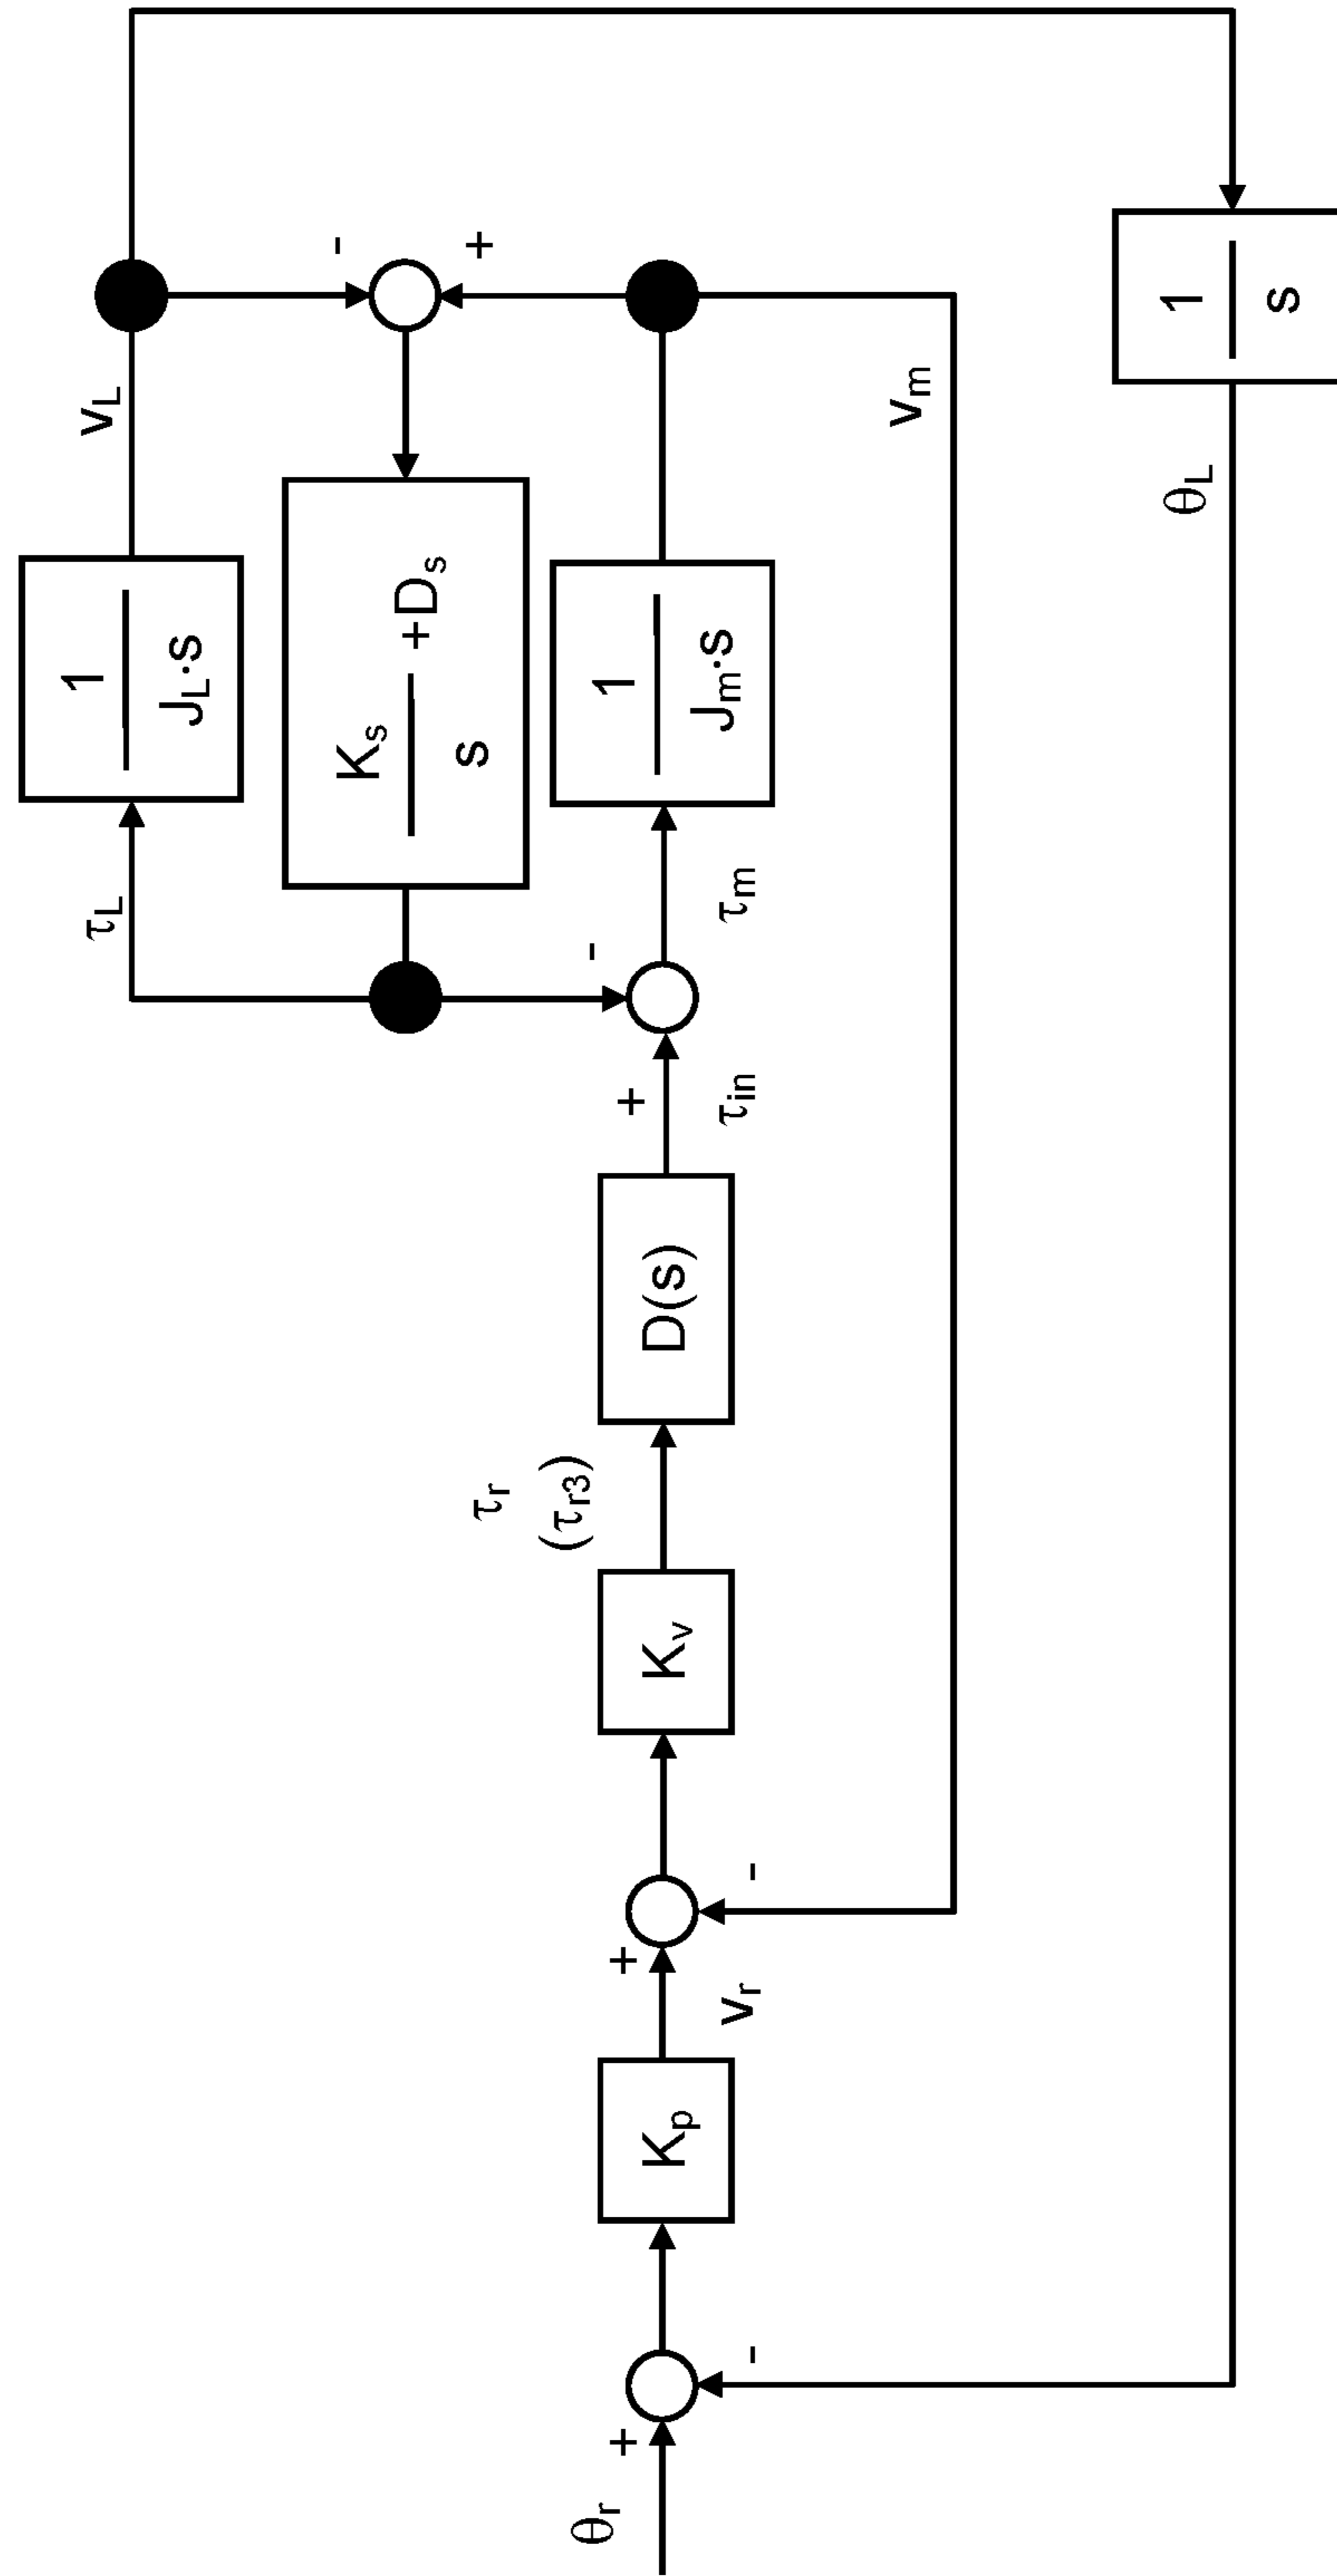 θr
+
-
Kp
vr
+
-
Kv
τr
(τr3)
D(s)
τin
+
-
τm
1
Jm·s
vm
+
-
Ks
s
+Ds
τL
1
JL·s
vL
1
s
θL